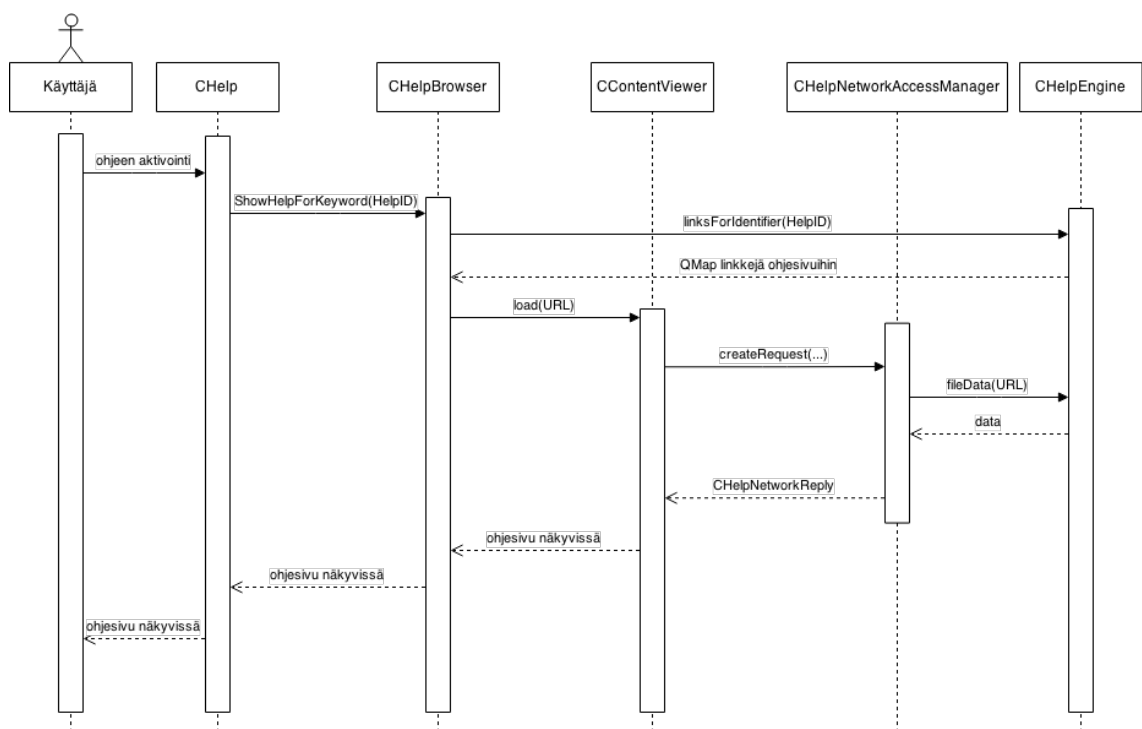 Käyttäjä
CHelp
CHelpBrowser
CContentViewer
CHelpNetworkAccessManager
CHelpEngine
ohjeen aktivointi
ShowHelpForKeyword(HelpID)
linksForIdentifier(HelpID)
QMap linkkejä ohjesivuihin
load(URL)
createRequest(...)
fileData(URL)
data
CHelpNetworkReply
ohjesivu näkyvissä
ohjesivu näkyvissä
ohjesivu näkyvissä